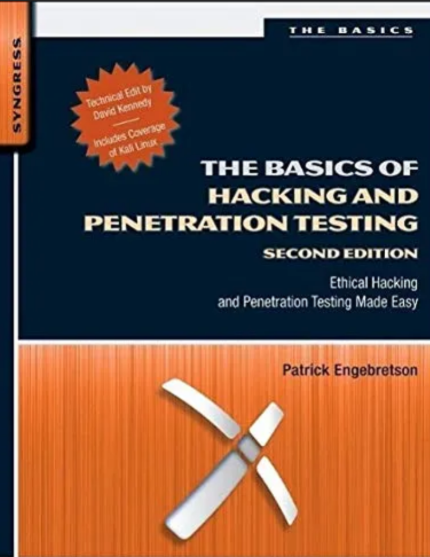 SYNGRESS
THE BASICS
Technical Edit by
David Kennedy
Includes Coverage
of Kali Linux
THE BASICS OF
HACKING AND
PENETRATION TESTING
SECOND EDITION
Ethical Hacking
and Penetration Testing Made Easy
Patrick Engebretson